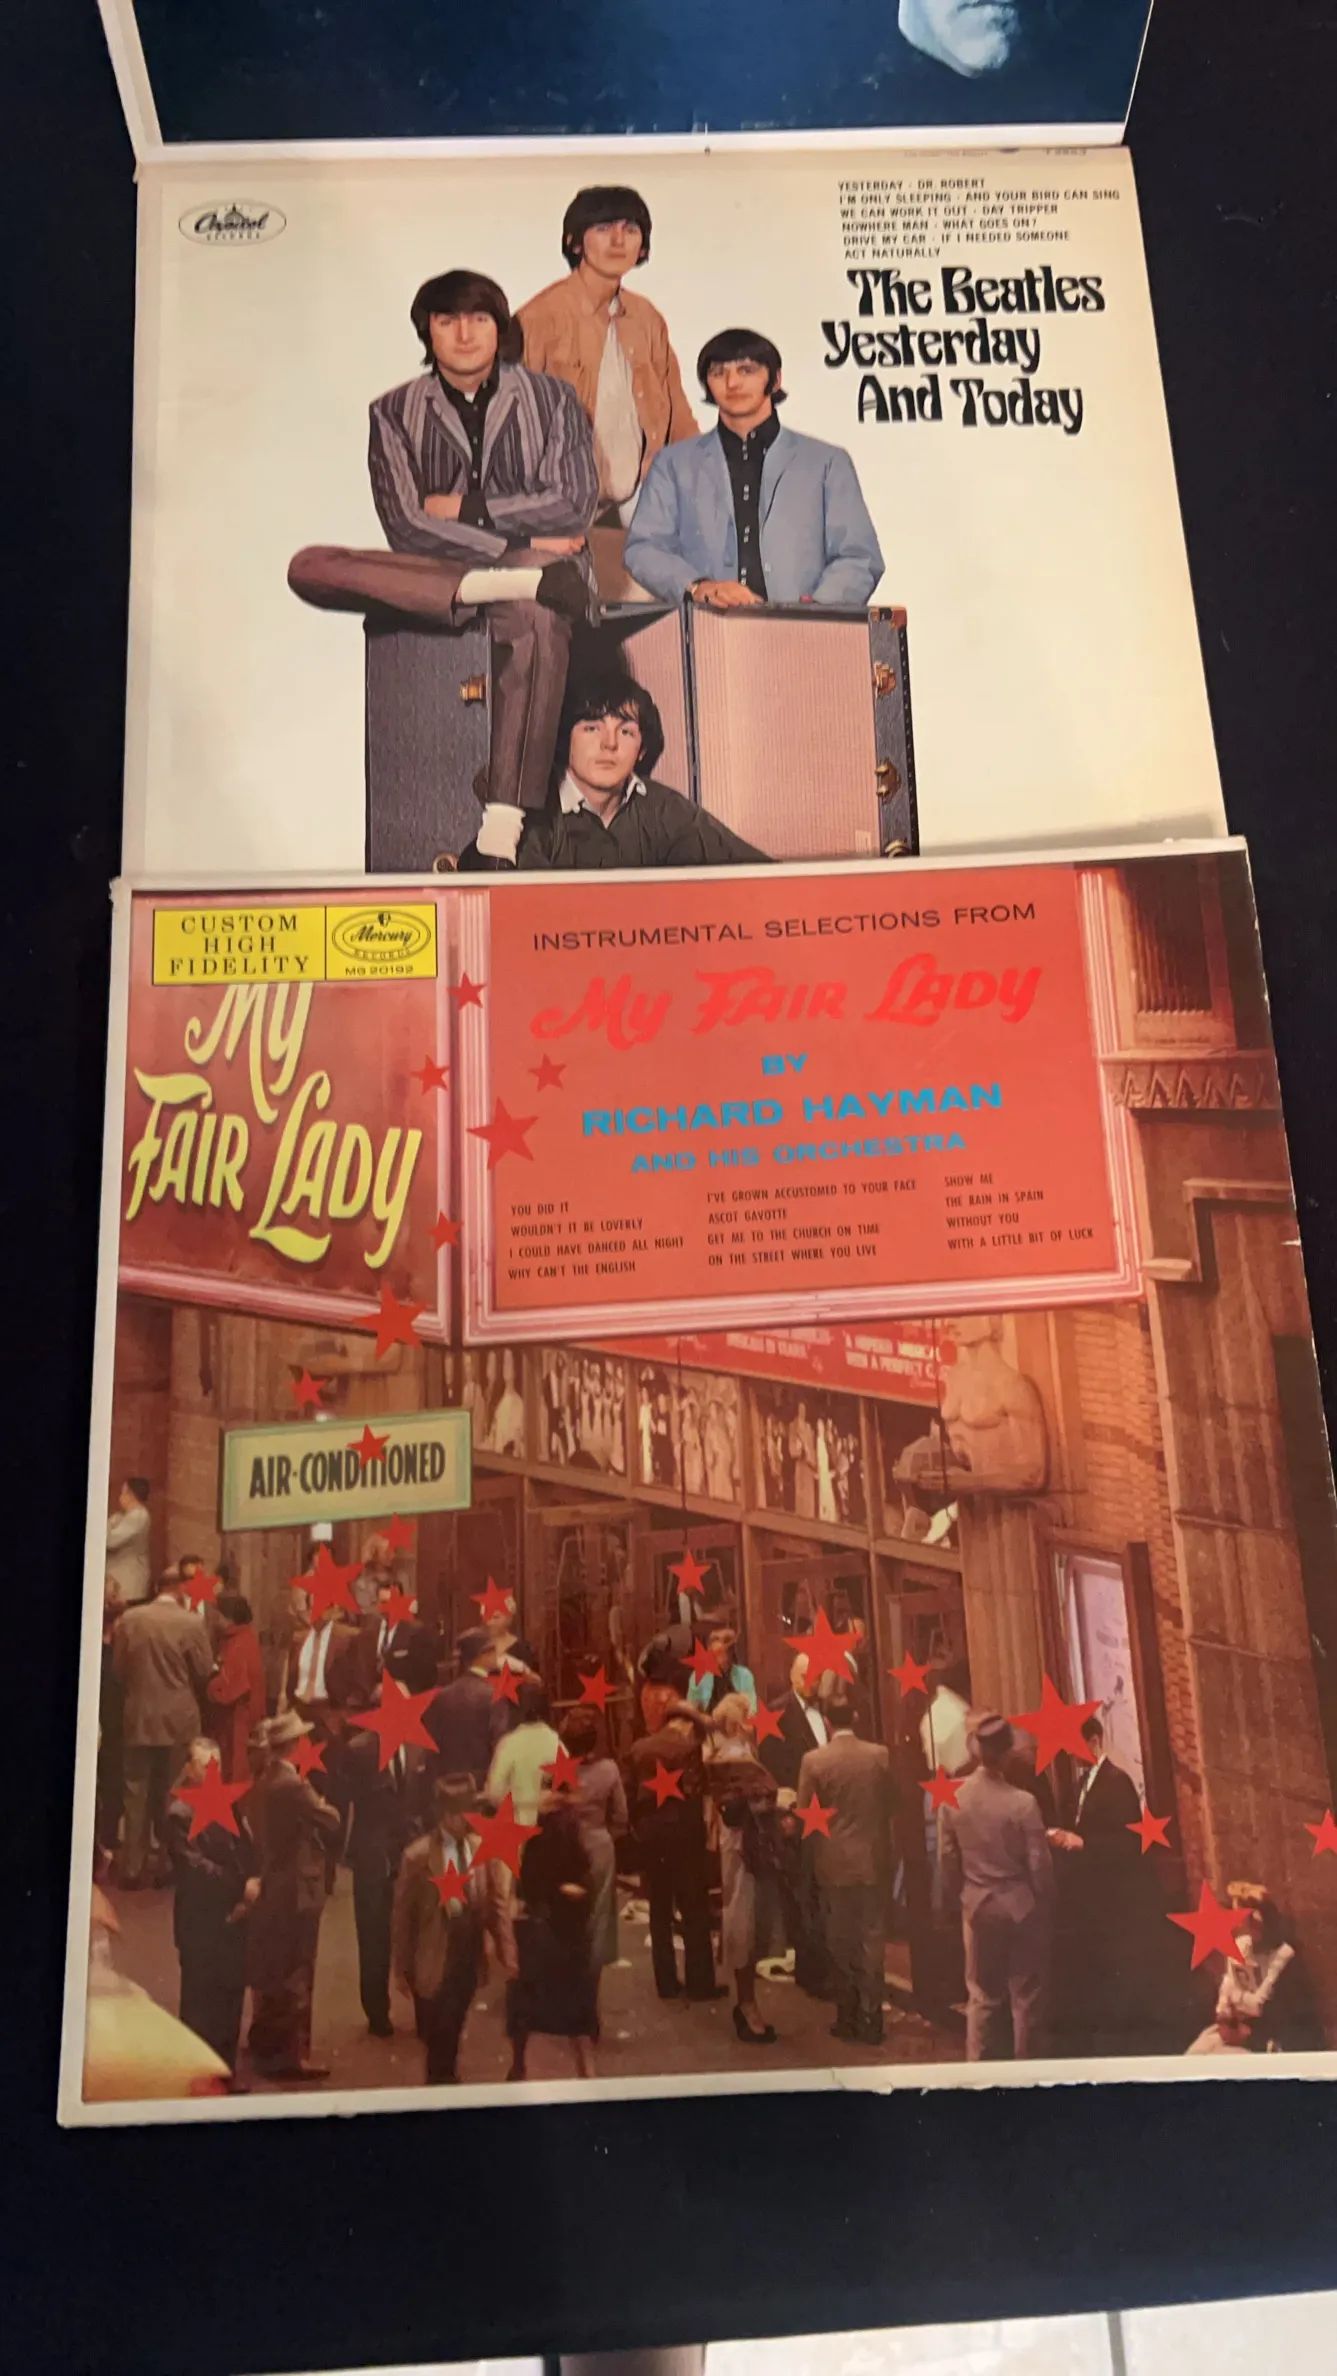 Capitol
RECORDS
YESTERDAY · DR. ROBERT
I'M ONLY SLEEPING · AND YOUR BIRD CAN SING
WE CAN WORK IT OUT · DAY TRIPPER
NOWHERE MAN · WHAT GOES ON?
DRIVE MY CAR · IF I NEEDED SOMEONE
ACT NATURALLY
The Beatles
Yesterday
And Today
CUSTOM
HIGH
FIDELITY
Mercury
RECORDS
MG 20192
My
FAIR LADY
INSTRUMENTAL SELECTIONS FROM
My FAIR LADY
BY
RICHARD HAYMAN
AND HIS ORCHESTRA
YOU DID IT
WOULDN'T IT BE LOVERLY
I COULD HAVE DANCED ALL NIGHT
WHY CAN'T THE ENGLISH
I'VE GROWN ACCUSTOMED TO YOUR FACE
ASCOT GAVOTTE
GET ME TO THE CHURCH ON TIME
ON THE STREET WHERE YOU LIVE
SHOW ME
THE RAIN IN SPAIN
WITHOUT YOU
WITH A LITTLE BIT OF LUCK
WITH A PERFECT
AIR-CONDITIONED